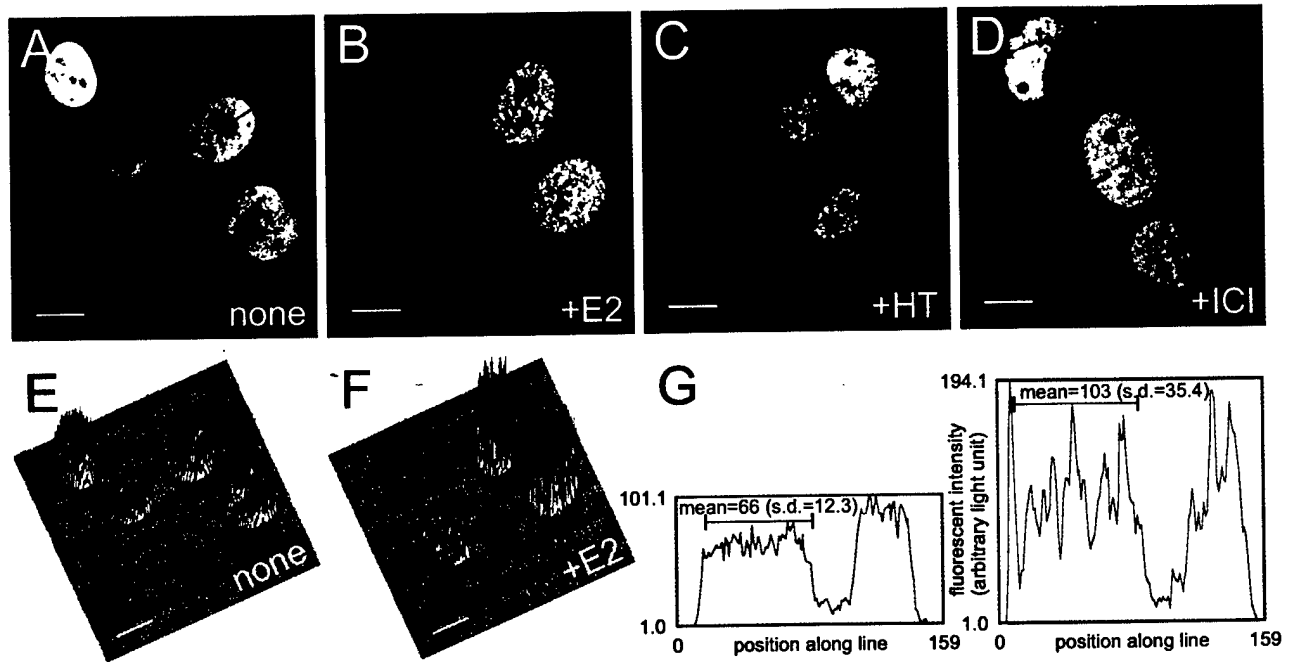 A
none
B
+E2
C
+HT
D
+ICI
E
none
F
+E2
G
101.1
mean=66 (s.d.=12.3)
1.0
0
position along line
159
194.1
mean=103 (s.d.=35.4)
fluorescent intensity
(arbitrary light unit)
1.0
0
position along line
159